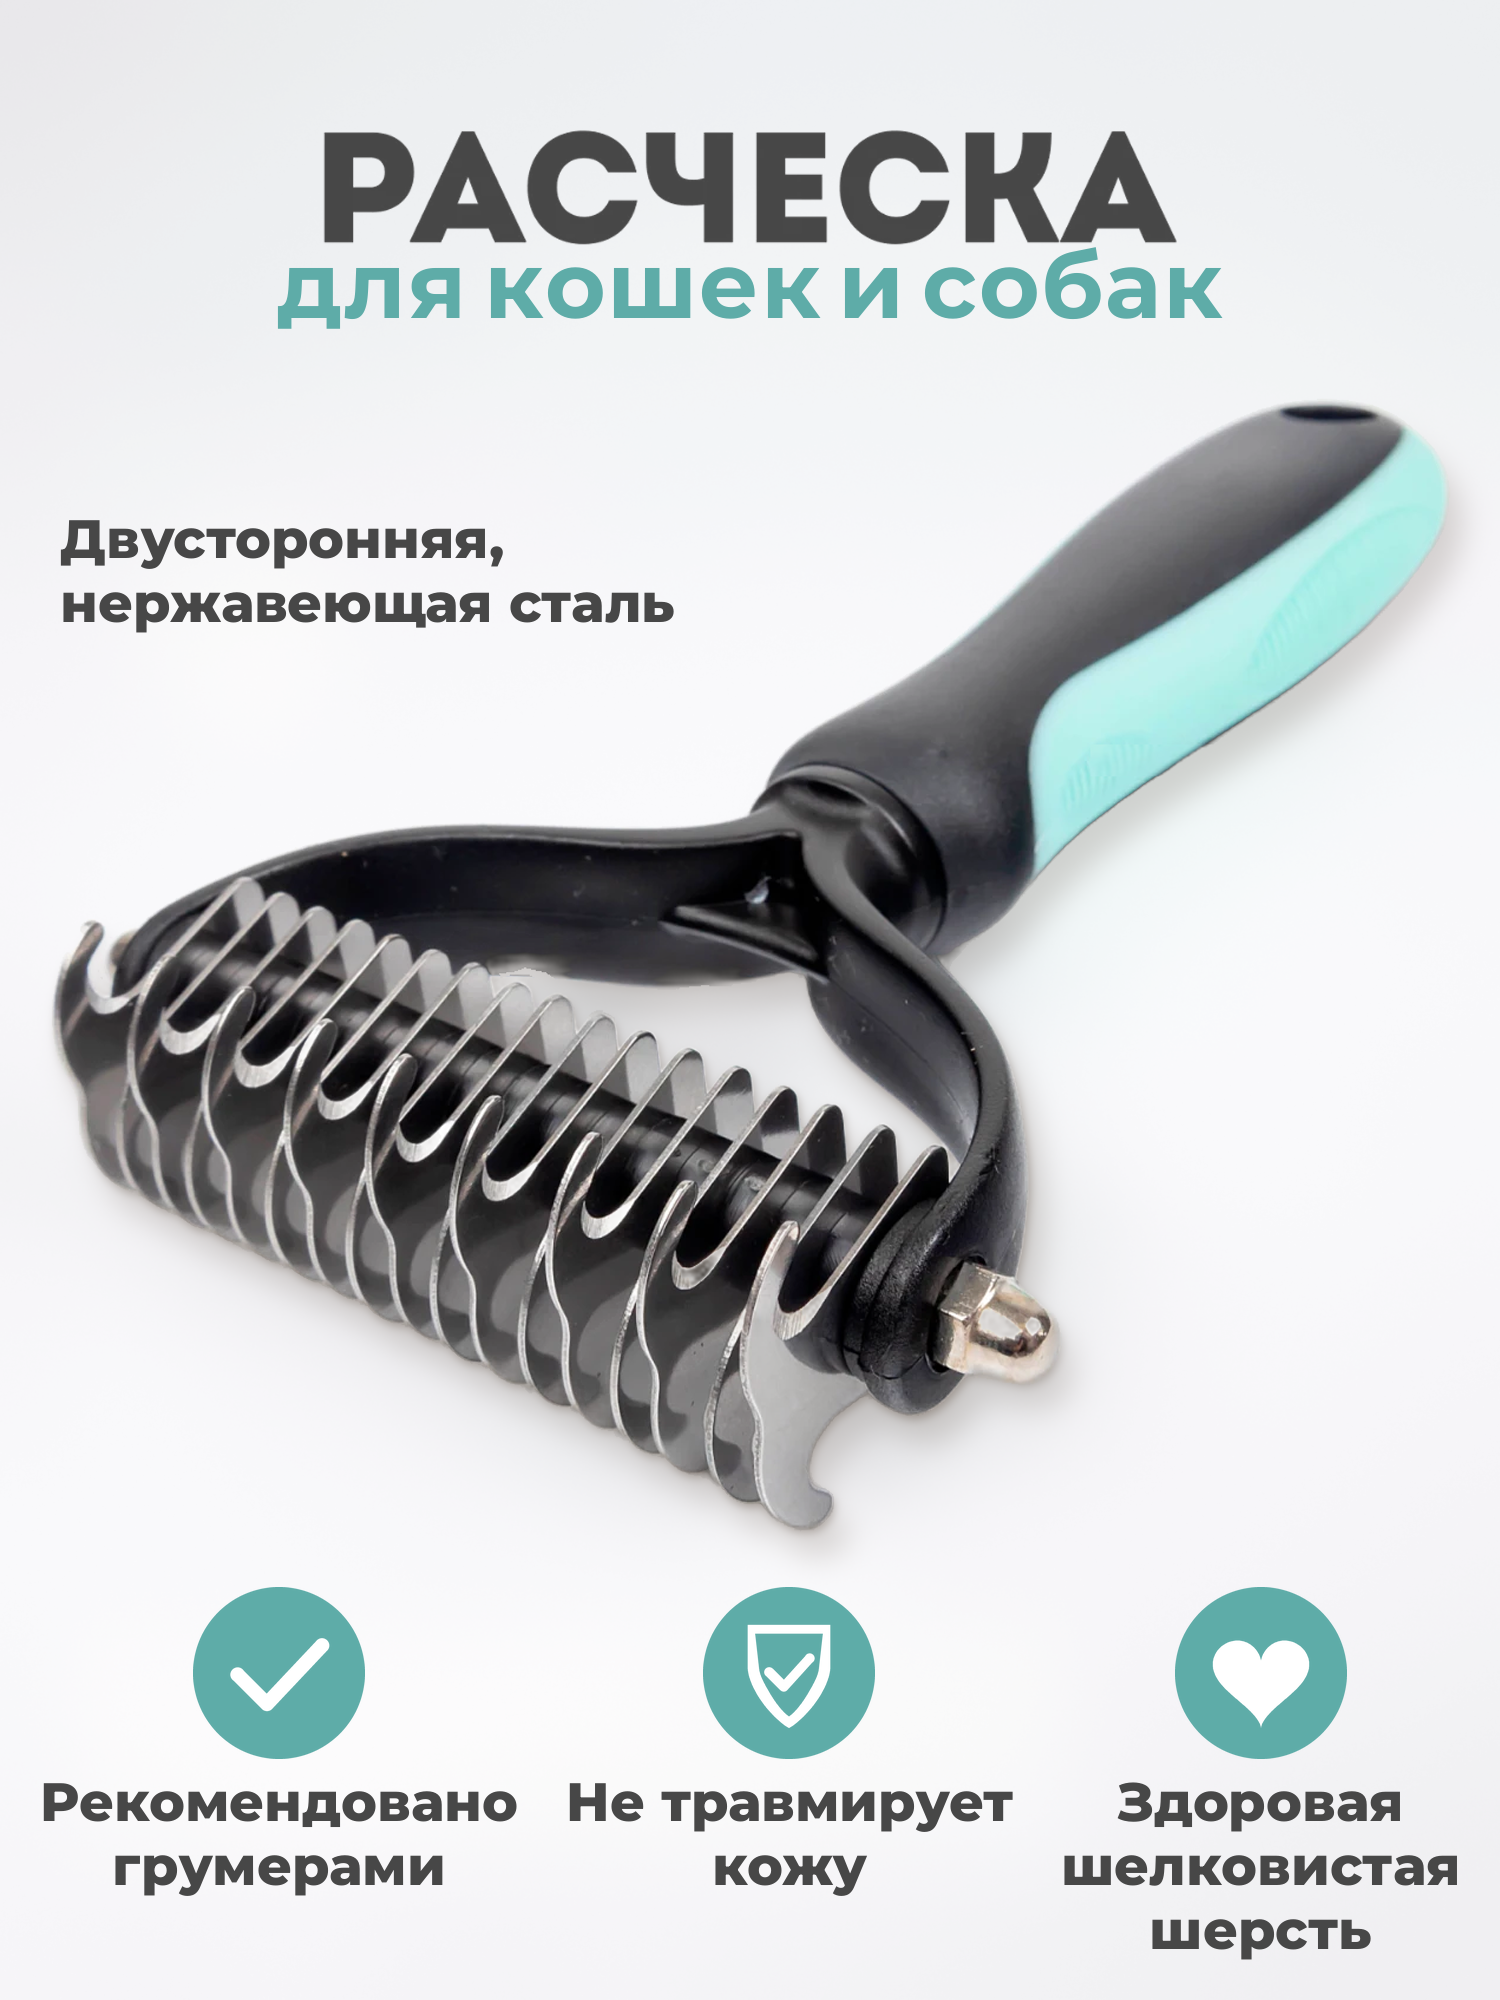 РАСЧЕСКА
для кошек и собак
Двусторонняя,
нержавеющая сталь
Рекомендовано
грумерами
Не травмирует
кожу
Здоровая
шелковистая
шерсть